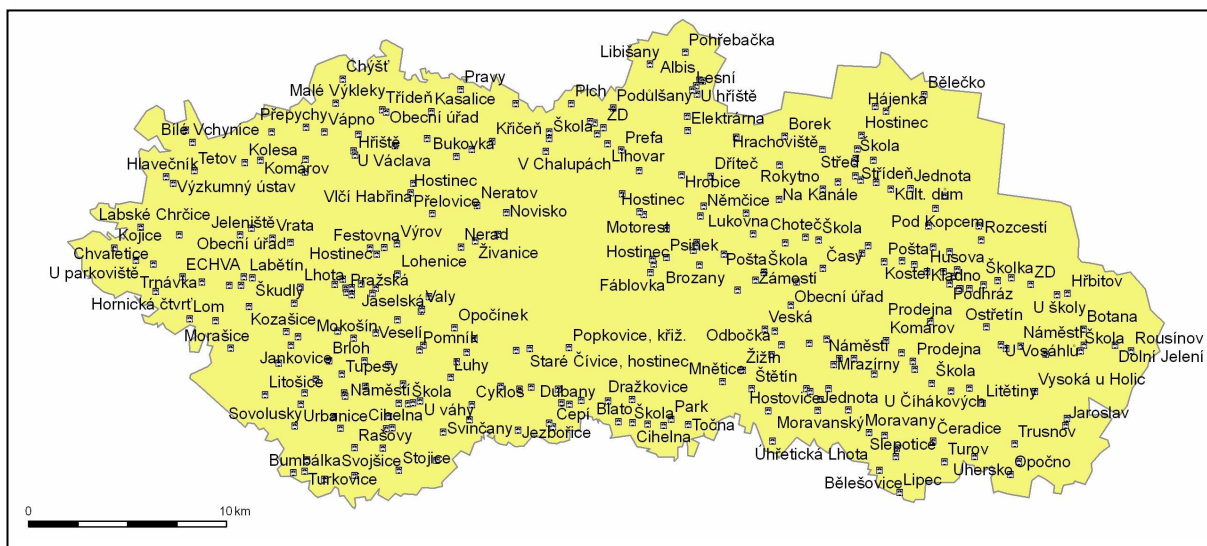 Pohřebačka
Libišany
Chýšť
Albis
Lesní
Pravy
Bělečko
Malé Výkleky
Třídeň
Kasalice
Plch
Podůlšany
U hřiště
Hájenka
Přepychy
Vápno
Obecní úřad
Elektrárna
Hostinec
Bílé Vchynice
Křičeň
Škola
ZD
Prefa
Hrachoviště
Borek
Hřiště
Bukovka
Tetov
Kolesa
U Václava
V Chalupách
Lihovar
Dříteč
Střed
Škola
Hlavečník
Komárov
Rokytno
Výzkumný ústav
Hostinec
Hrobice
Střídeň
Jednota
Vlčí Habřina
Přelovice
Neratov
Hostinec
Němčice
Na Kanále
Kult. dům
Labské Chrčice
Novisko
Jeleniště
Vrata
Motorest
Lukovna
Choteč
Škola
Pod Kopcem
Rozcestí
Kojice
Obecní úřad
Festovna
Výrov
Nerad
Chvaletice
Hostinec
Živanice
Hostinec
Psinek
Pošta
Škola
Časy
Pošta
Husova
U parkoviště
ECHVA
Labětín
Lohenice
Brozany
Kostel
Kladno
Školka
ZD
Trnávka
Lhota
Pražská
Fáblovka
Zámostí
Podhráz
Hřbitov
Hornická čtvrť
Škudly
Jaselská
Valy
Obecní úřad
U školy
Lom
Kozašice
Opočínek
Veská
Prodejna
Ostřetín
Botana
Morašice
Mokošín
Veselí
Pomník
Popkovice, křiž.
Odbočka
Komárov
Náměstí
Škola
Rousínov
Jankovice
Brloh
Staré Čívice, hostinec
Žižín
Náměstí
Prodejna
U Vosáhlů
Dolní Jelení
Tupesy
Luhy
Mnětice
Mrazírny
Litošice
Náměstí
Škola
Cyklos
Dubany
Dražkovice
Štětín
Škola
Litětiny
Vysoká u Holic
Sovolusky
Urbanice
Cihelna
U váhy
Čepí
Blato
Škola
Park
Hostovice
Jednota
U Číhákových
Jaroslav
Rašovy
Svinčany
Jezbořice
Cihelna
Točna
Moravanský
Moravany
Čeradice
Trusnov
Bumbálka
Svojšice
Stojice
Úhřetická Lhota
Slepotice
Turov
Turkovice
Uhersko
Opočno
Bělešovice
Lipec
0 10 km